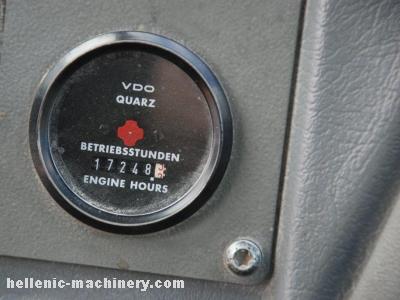 VDO
QUARZ
BETRIEBSSTUNDEN
17248
ENGINE HOURS
hellenic-machinery.com